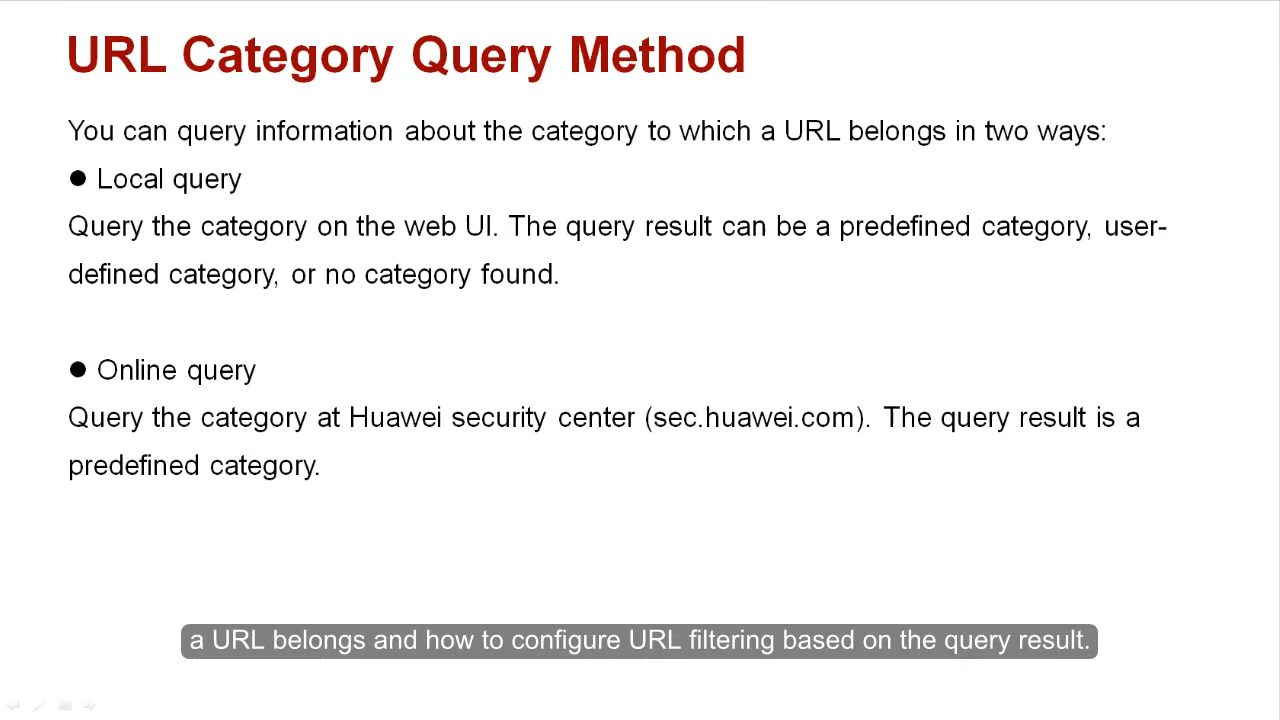 URL Category Query Method
You can query information about the category to which a URL belongs in two ways:
● Local query
Query the category on the web UI. The query result can be a predefined category, user-
defined category, or no category found.
● Online query
Query the category at Huawei security center (sec.huawei.com). The query result is a
predefined category.
a URL belongs and how to configure URL filtering based on the query result.